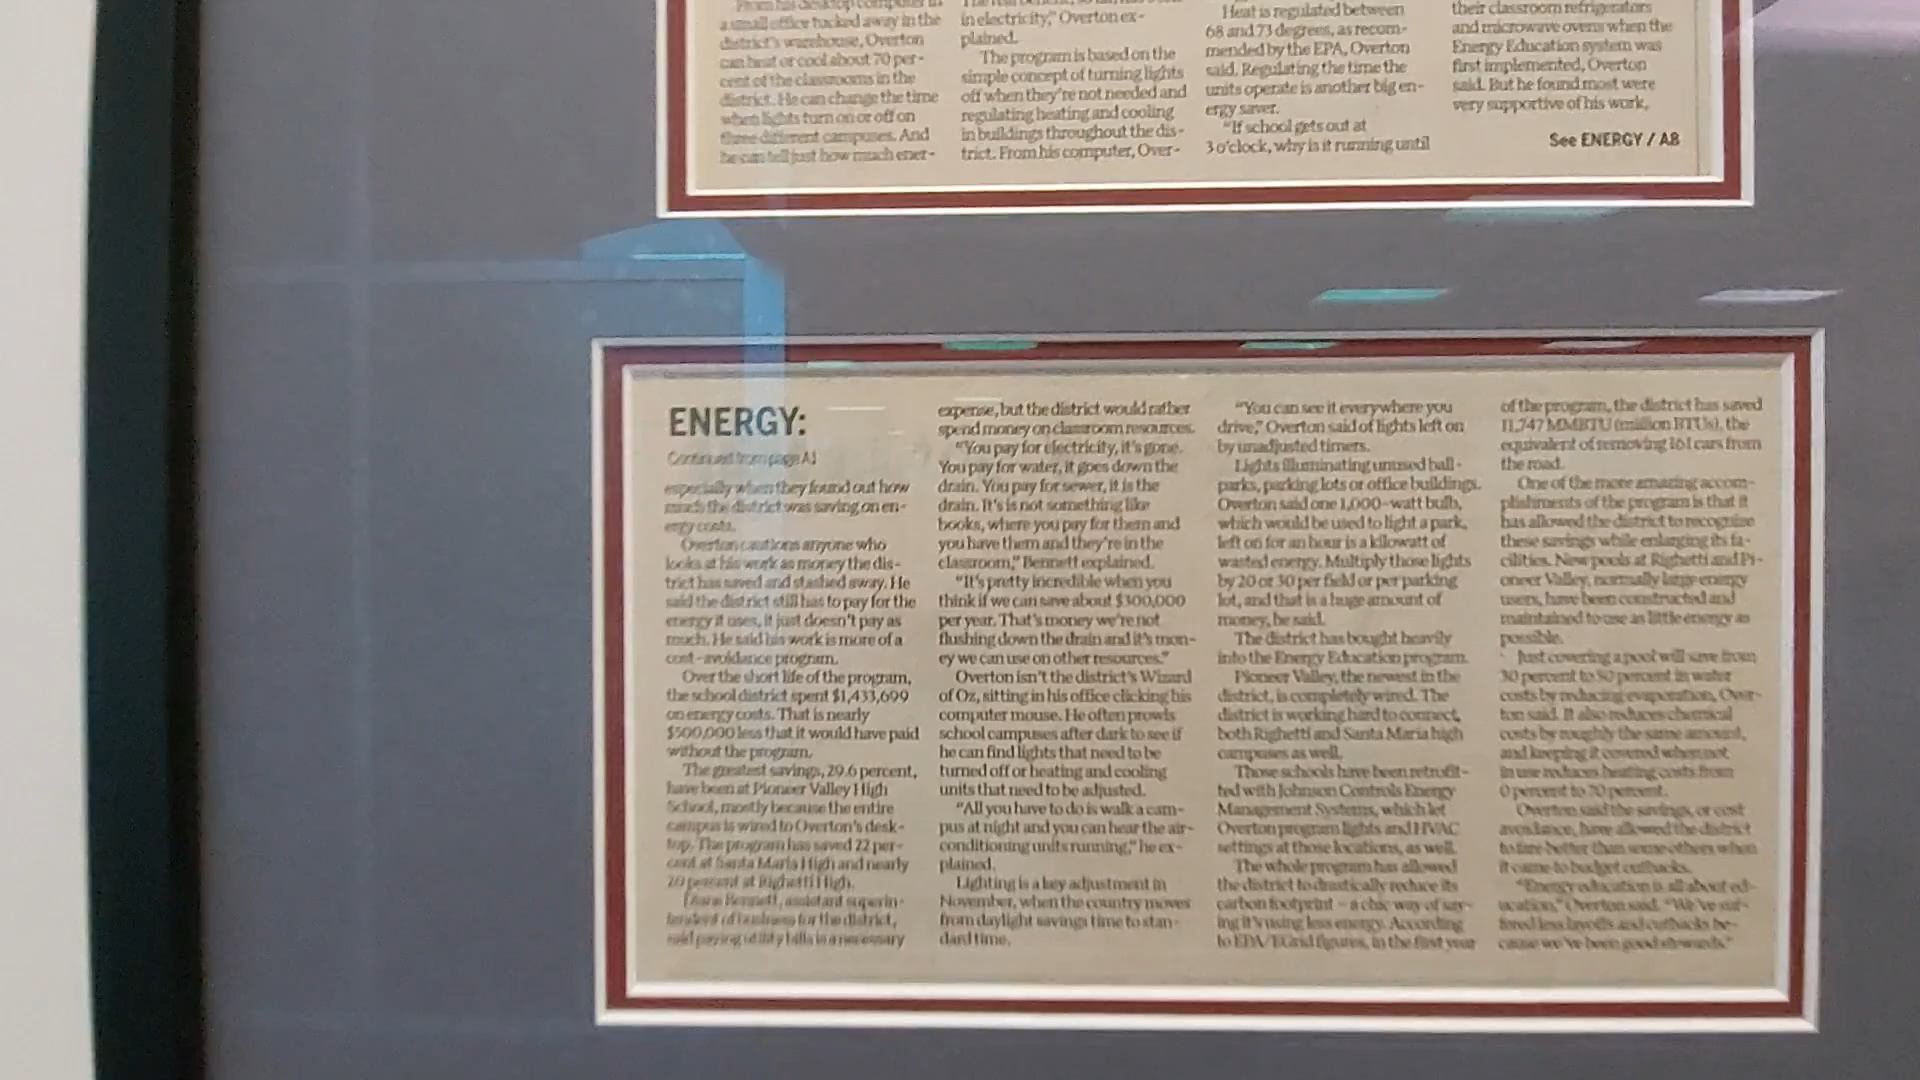 From his desktop computer in
a small office tucked away in the
district's warehouse, Overton
can heat or cool about 70 per-
cent of the classrooms in the
district. He can change the time
when lights turn on or off on
three different campuses. And
he can tell just how much ener-
in electricity," Overton ex-
plained.
The program is based on the
simple concept of turning lights
off when they're not needed and
regulating heating and cooling
in buildings throughout the dis-
trict. From his computer, Over-
Heat is regulated between
68 and 73 degrees, as recom-
mended by the EPA, Overton
said. Regulating the time the
units operate is another big en-
ergy saver.
"If school gets out at
3 o'clock, why is it running until
their classroom refrigerators
and microwave ovens when the
Energy Education system was
first implemented, Overton
said. But he found most were
very supportive of his work,
See ENERGY / A8
ENERGY:
Continued from page A1
especially when they found out how
much the district was saving on en-
ergy costs.
Overton cautions anyone who
looks at his work as money the dis-
trict has saved and stashed away. He
said the district still has to pay for the
energy it uses, it just doesn't pay as
much. He said his work is more of a
cost-avoidance program.
Over the short life of the program,
the school district spent $1,433,699
on energy costs. That is nearly
$500,000 less that it would have paid
without the program.
The greatest savings, 29.6 percent,
have been at Pioneer Valley High
School, mostly because the entire
campus is wired to Overton's desk-
top. The program has saved 22 per-
cent at Santa Maria High and nearly
20 percent at Righetti High.
Bennett, assistant superin-
tendent of business for the district,
said paying utility bills is a necessary
expense, but the district would rather
spend money on classroom resources.
"You pay for electricity, it's gone.
You pay for water, it goes down the
drain. You pay for sewer, it is the
drain. It's is not something like
books, where you pay for them and
you have them and they're in the
classroom," Bennett explained.
"It's pretty incredible when you
think if we can save about $300,000
per year. That's money we're not
flushing down the drain and it's mon-
ey we can use on other resources."
Overton isn't the district's Wizard
of Oz, sitting in his office clicking his
computer mouse. He often prowls
school campuses after dark to see if
he can find lights that need to be
turned off or heating and cooling
units that need to be adjusted.
"All you have to do is walk a cam-
pus at night and you can hear the air-
conditioning units running," he ex-
plained.
Lighting is a key adjustment in
November, when the country moves
from daylight savings time to stan-
dard time.
"You can see it everywhere you
drive," Overton said of lights left on
by unadjusted timers.
Lights illuminating unused ball-
parks, parking lots or office buildings.
Overton said one 1,000-watt bulb,
which would be used to light a park,
left on for an hour is a kilowatt of
wasted energy. Multiply those lights
by 20 or 30 per field or per parking
lot, and that is a huge amount of
money, he said.
The district has bought heavily
into the Energy Education program.
Pioneer Valley, the newest in the
district, is completely wired. The
district is working hard to connect
both Righetti and Santa Maria high
campuses as well.
Those schools have been retrofit-
ted with Johnson Controls Energy
Management Systems, which let
Overton program lights and HVAC
settings at those locations, as well.
The whole program has allowed
the district to drastically reduce its
carbon footprint – a chic way of say-
ing it's using less energy. According
to EPA/EGrid figures, in the first year
of the program, the district has saved
11,747 MMBTU (million BTUs), the
equivalent of removing 161 cars from
the road.
One of the more amazing accom-
plishments of the program is that it
has allowed the district to recognize
these savings while enlarging its fa-
cilities. New pools at Righetti and Pi-
oneer Valley, normally large energy
users, have been constructed and
maintained to use as little energy as
possible.
Just covering a pool will save from
30 percent to 50 percent in water
costs by reducing evaporation, Over-
ton said. It also reduces chemical
costs by roughly the same amount,
and keeping it covered when not
in use reduces heating costs from
0 percent to 70 percent.
Overton said the savings, or cost
avoidance, have allowed the district
to fare better than some others when
it came to budget cutbacks.
"Energy education is all about ed-
ucation," Overton said. "We've suf-
fered less layoffs and cutbacks be-
cause we've been good stewards."